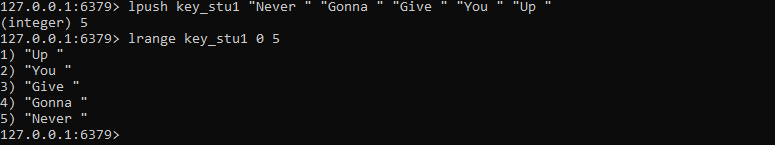 127.0.0.1:6379> lpush key_stu1 "Never " "Gonna " "Give " "You " "Up "
(integer) 5
127.0.0.1:6379> lrange key_stu1 0 5
1) "Up "
2) "You "
3) "Give "
4) "Gonna "
5) "Never "
127.0.0.1:6379>